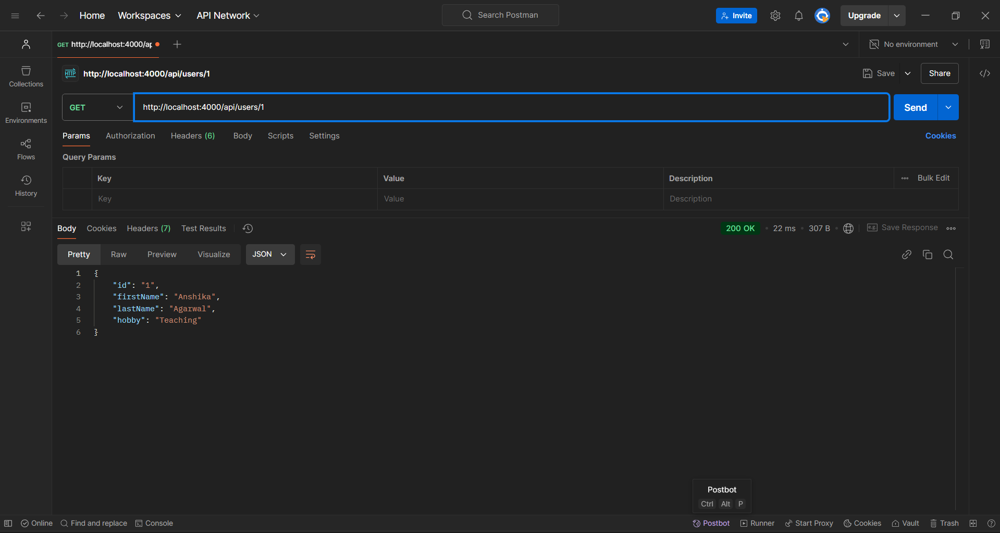 Home Workspaces API Network Search Postman Invite Upgrade
GET http://localhost:4000/ap No environment
HTTP http://localhost:4000/api/users/1 Save Share
Collections
Environments
Flows
History
GET http://localhost:4000/api/users/1 Send
Params Authorization Headers (6) Body Scripts Settings Cookies
Query Params
Key Value Description Bulk Edit
Key Value Description
Body Cookies Headers (7) Test Results 200 OK 22 ms 307 B e.g. Save Response
Pretty Raw Preview Visualize JSON
1 {
2 "id": "1",
3 "firstName": "Anshika",
4 "lastName": "Agarwal",
5 "hobby": "Teaching"
6 }
Postbot
Ctrl Alt P
Online Find and replace Console Postbot Runner Start Proxy Cookies Vault Trash